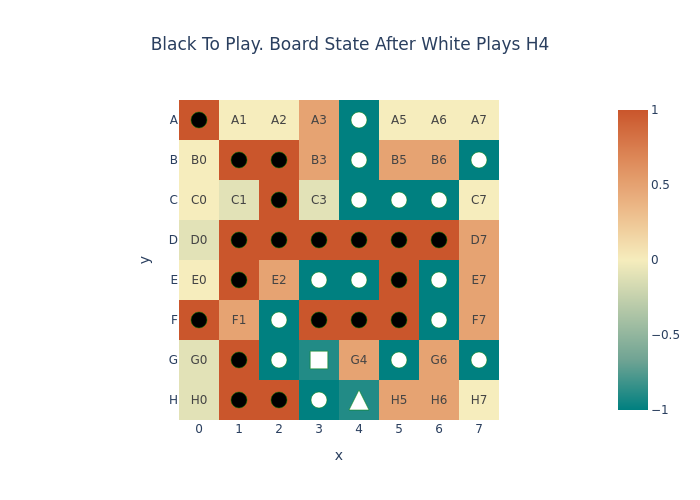 Black To Play. Board State After White Plays H4
A A1 A2 A3 A5 A6 A7
B B0 B3 B5 B6
C C0 C1 C3 C7
D D0 D7
E E0 E2 E7
F F1 F7
G G0 G4 G6
H H0 H5 H6 H7
0 1 2 3 4 5 6 7
x
y
1
0.5
0
−0.5
−1